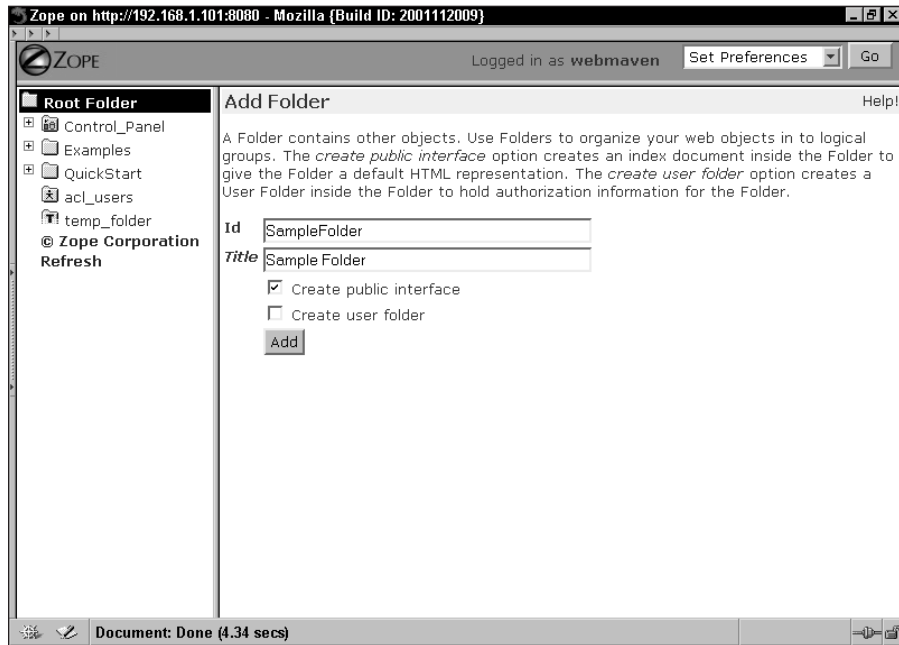 Zope on http://192.168.1.101:8080 - Mozilla {Build ID: 2001112009}
ZOPE
Logged in as webmaven
Set Preferences
Go
Root Folder
Control_Panel
Examples
QuickStart
acl_users
temp_folder
© Zope Corporation
Refresh
Add Folder
Help!
A Folder contains other objects. Use Folders to organize your web objects in to logical
groups. The create public interface option creates an index document inside the Folder to
give the Folder a default HTML representation. The create user folder option creates a
User Folder inside the Folder to hold authorization information for the Folder.
Id
SampleFolder
Title
Sample Folder
Create public interface
Create user folder
Add
Document: Done (4.34 secs)